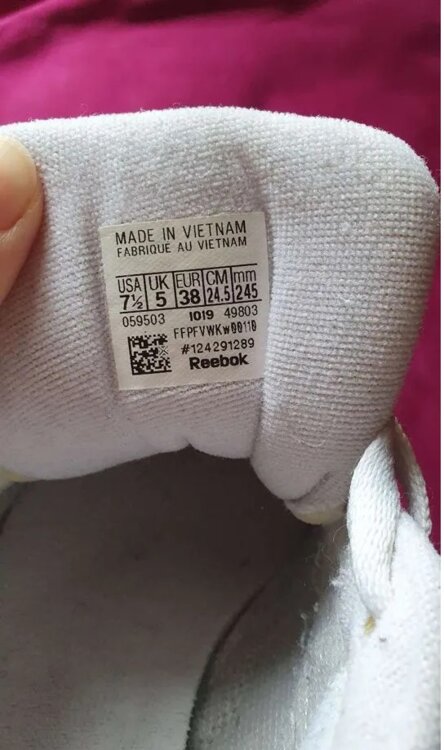 MADE IN VIETNAM
FABRIQUE AU VIETNAM
USA UK EUR CM mm
7½ 5 38 24.5 245
059503 1019 49803
FFPFVWKw00110
#124291289
Reebok